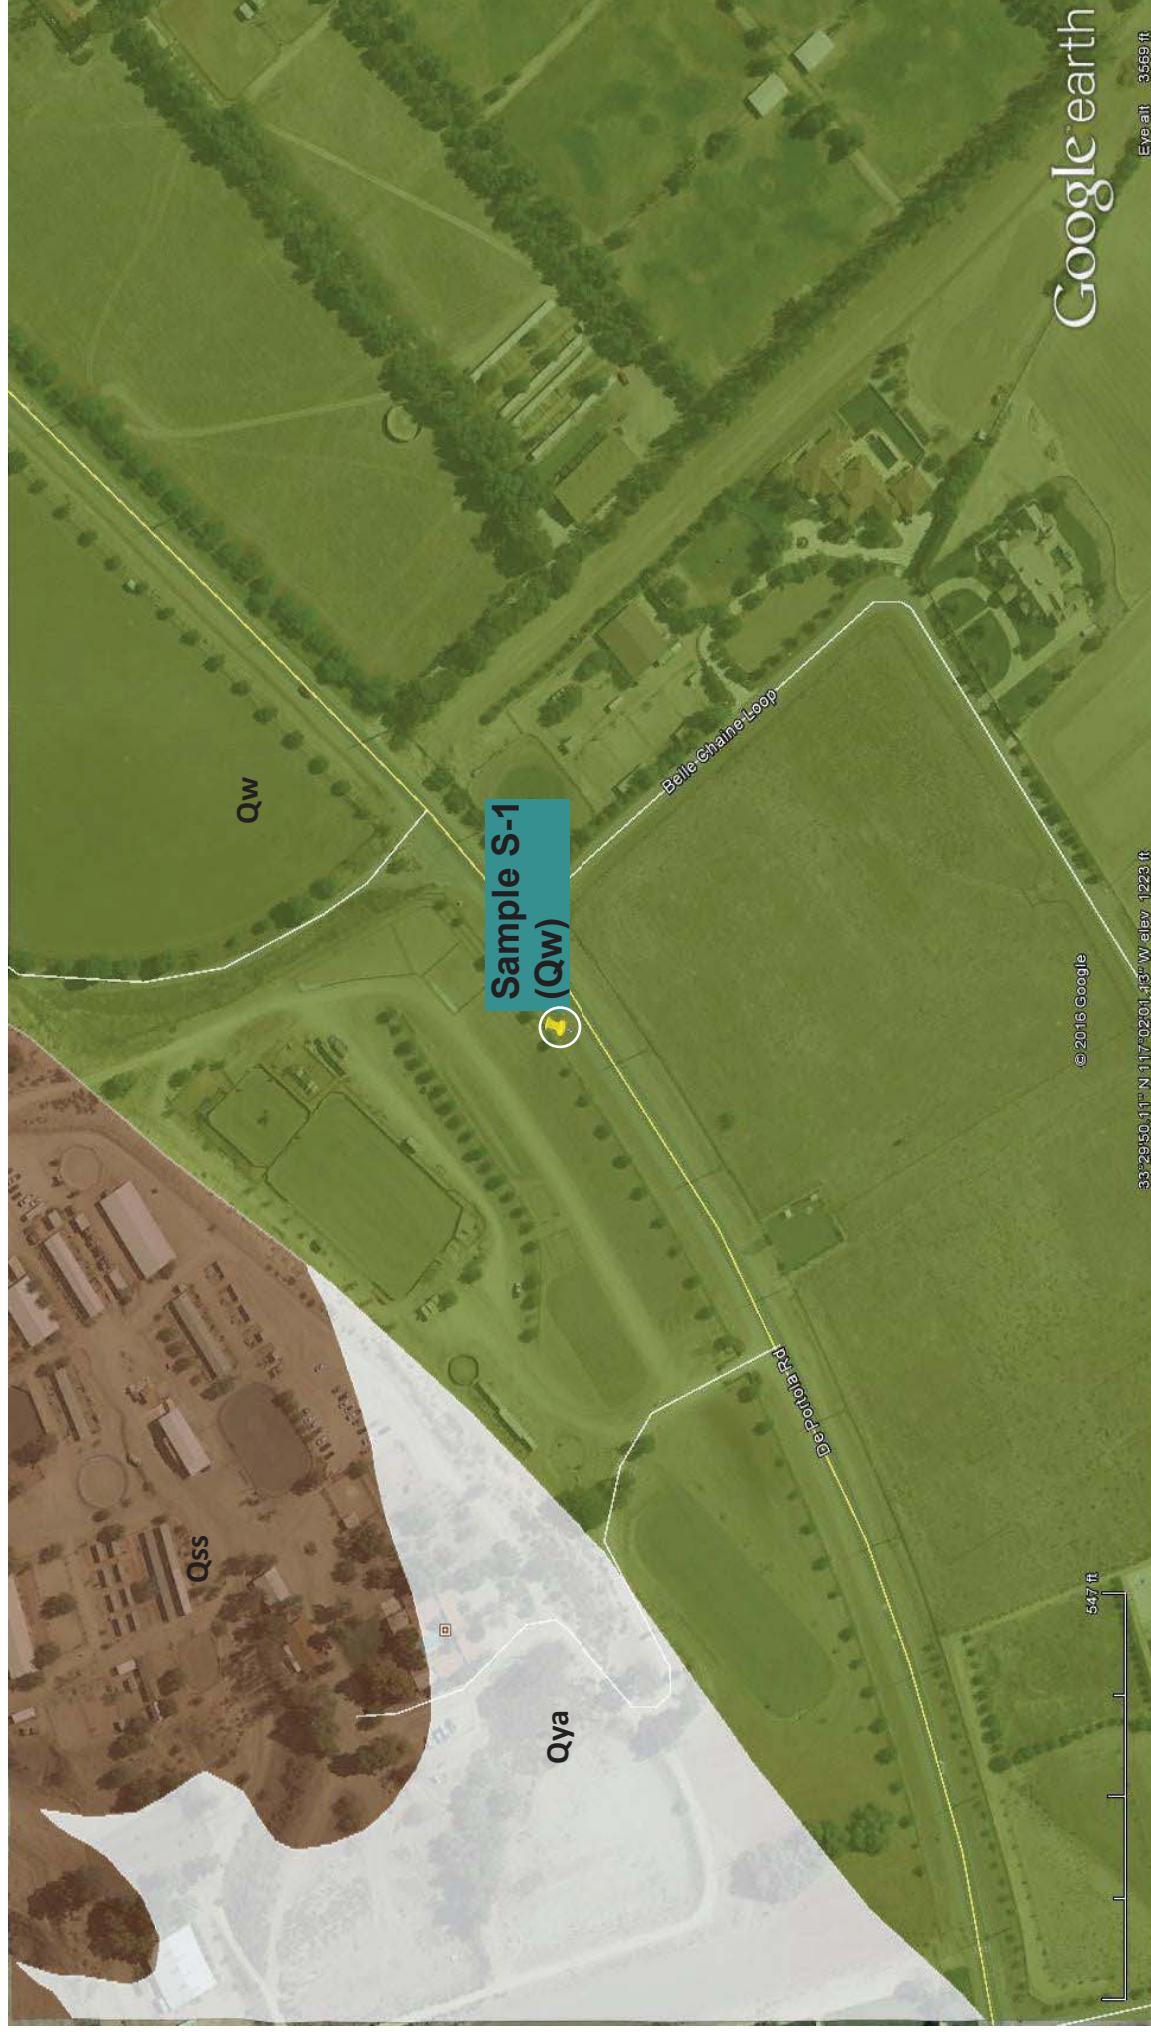 Qw
Sample S-1
(Qw)
Belle Chaine Loop
Qss
De Portola Rd
Qya
547 ft
© 2016 Google
33°29'50.11" N 117°02'01.13" W elev 1223 ft
Google earth
Eye alt 3569 ft